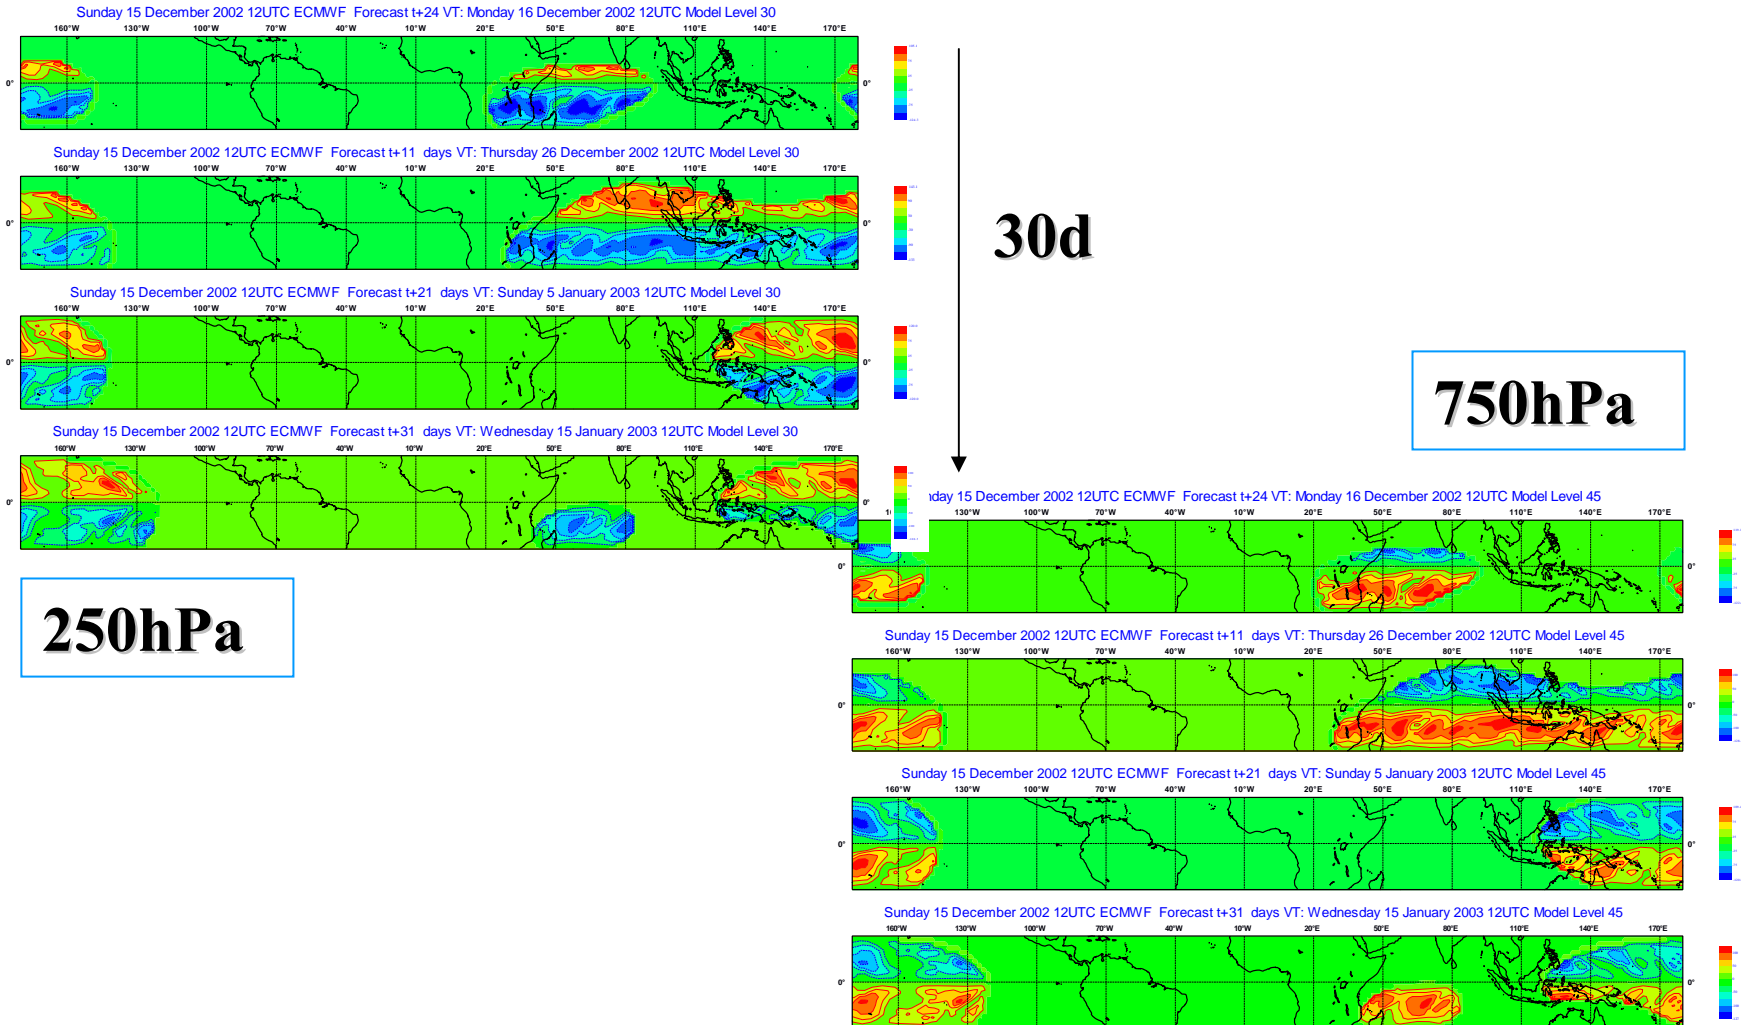 Sunday 15 December 2002 12UTC ECMWF Forecast t+24 VT: Monday 16 December 2002 12UTC Model Level 30
160°W 130°W 100°W 70°W 40°W 10°W 20°E 50°E 80°E 110°E 140°E 170°E
0° 0°
Sunday 15 December 2002 12UTC ECMWF Forecast t+11 days VT: Thursday 26 December 2002 12UTC Model Level 30
160°W 130°W 100°W 70°W 40°W 10°W 20°E 50°E 80°E 110°E 140°E 170°E
0° 0°
30d
Sunday 15 December 2002 12UTC ECMWF Forecast t+21 days VT: Sunday 5 January 2003 12UTC Model Level 30
160°W 130°W 100°W 70°W 40°W 10°W 20°E 50°E 80°E 110°E 140°E 170°E
0° 0°
750hPa
Sunday 15 December 2002 12UTC ECMWF Forecast t+31 days VT: Wednesday 15 January 2003 12UTC Model Level 30
160°W 130°W 100°W 70°W 40°W 10°W 20°E 50°E 80°E 110°E 140°E 170°E
0° 0°
250hPa
day 15 December 2002 12UTC ECMWF Forecast t+24 VT: Monday 16 December 2002 12UTC Model Level 45
130°W 100°W 70°W 40°W 10°W 20°E 50°E 80°E 110°E 140°E 170°E
0° 0°
Sunday 15 December 2002 12UTC ECMWF Forecast t+11 days VT: Thursday 26 December 2002 12UTC Model Level 45
160°W 130°W 100°W 70°W 40°W 10°W 20°E 50°E 80°E 110°E 140°E 170°E
0° 0°
Sunday 15 December 2002 12UTC ECMWF Forecast t+21 days VT: Sunday 5 January 2003 12UTC Model Level 45
160°W 130°W 100°W 70°W 40°W 10°W 20°E 50°E 80°E 110°E 140°E 170°E
0° 0°
Sunday 15 December 2002 12UTC ECMWF Forecast t+31 days VT: Wednesday 15 January 2003 12UTC Model Level 45
160°W 130°W 100°W 70°W 40°W 10°W 20°E 50°E 80°E 110°E 140°E 170°E
0° 0°